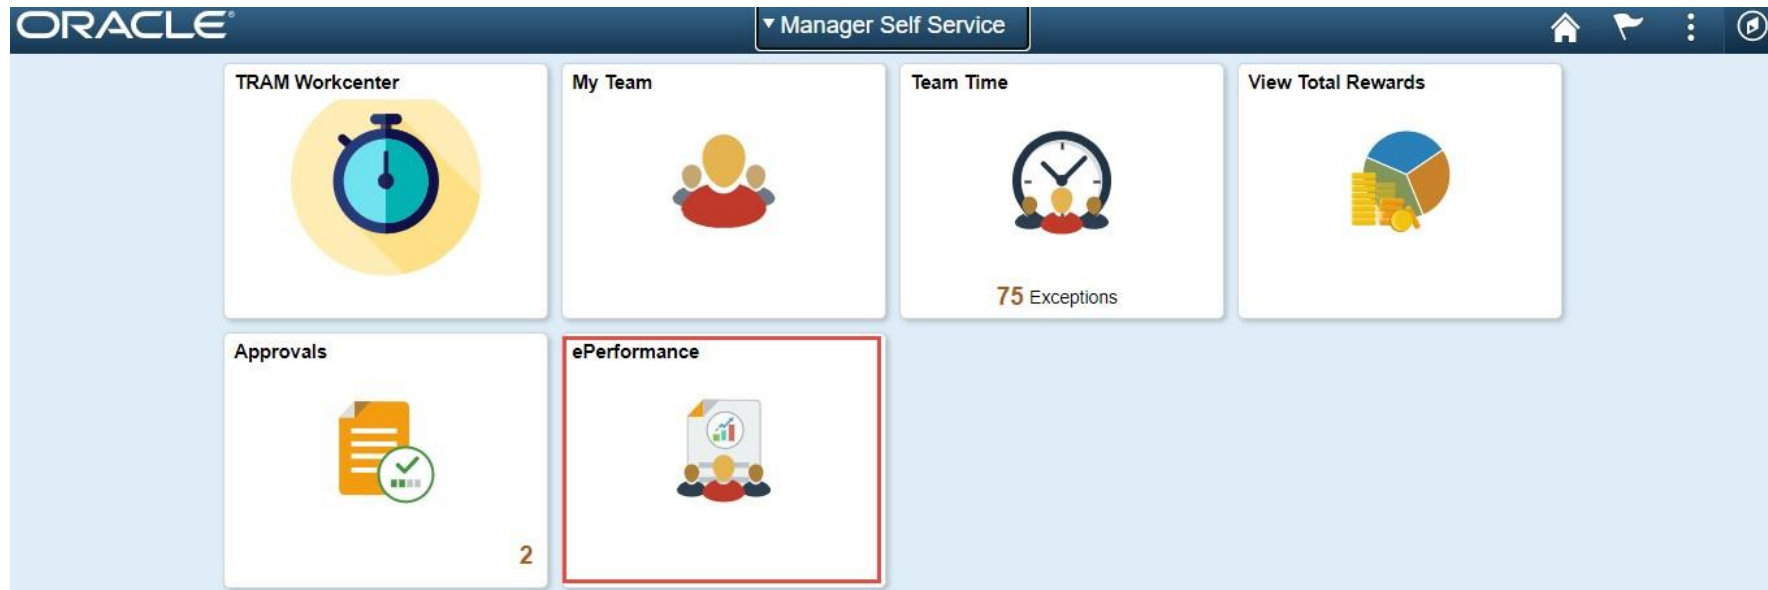 ORACLE®
▼ Manager Self Service
TRAM Workcenter
My Team
Team Time
View Total Rewards
75 Exceptions
Approvals
ePerformance
2